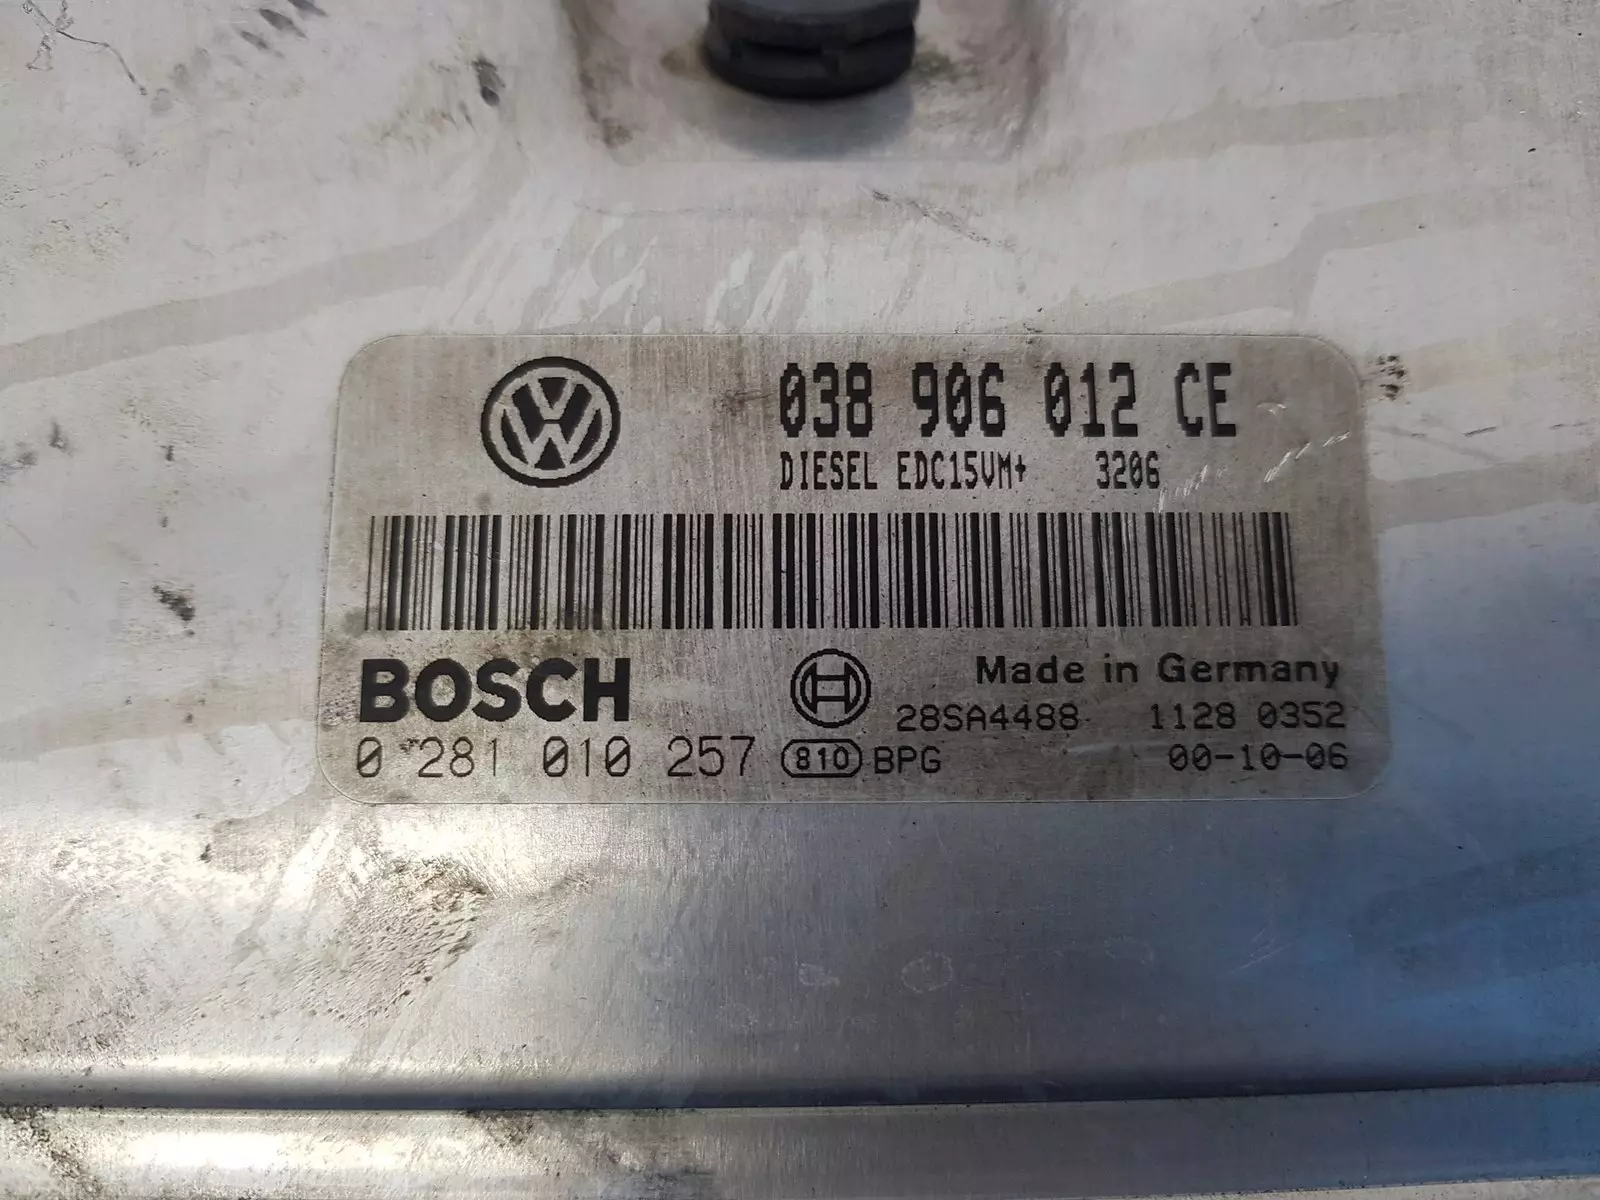 038 906 012 CE
DIESEL EDC15VM+ 3206
BOSCH
Made in Germany
28SA4488 1128 0352
0 281 010 257 810 BPG 00-10-06